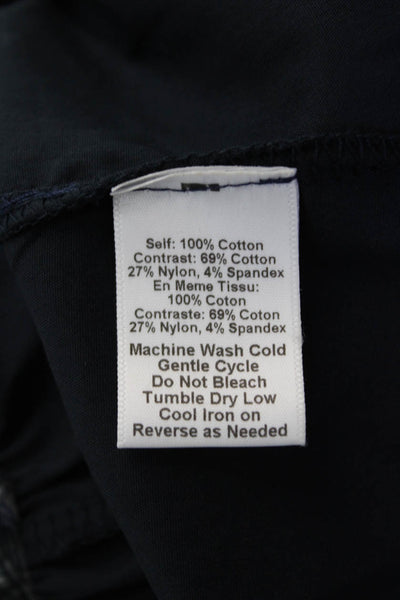 Self: 100% Cotton
Contrast: 69% Cotton
27% Nylon, 4% Spandex
En Meme Tissu:
100% Coton
Contraste: 69% Coton
27% Nylon, 4% Spandex
Machine Wash Cold
Gentle Cycle
Do Not Bleach
Tumble Dry Low
Cool Iron on
Reverse as Needed